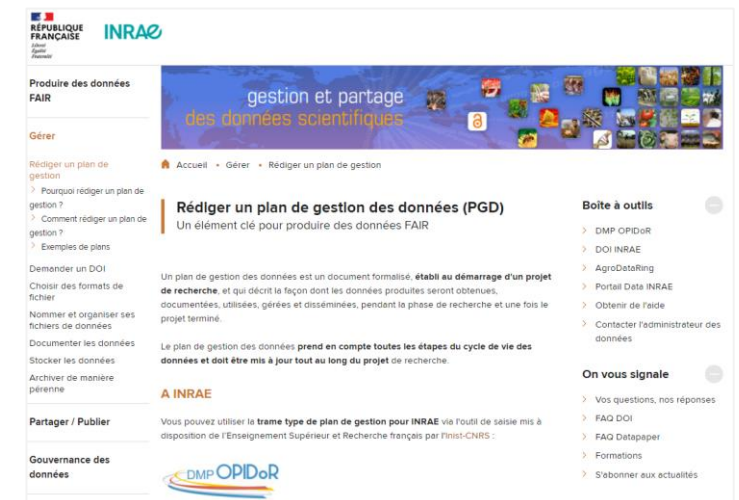 RÉPUBLIQUE
FRANÇAISE
Liberté
Égalité
Fraternité
INRAE
Produire des données
FAIR
Gérer
Rédiger un plan de
gestion
> Pourquoi rédiger un plan de
gestion ?
> Comment rédiger un plan de
gestion ?
> Exemples de plans
Demander un DOI
Choisir des formats de
fichier
Nommer et organiser ses
fichiers de données
Documenter les données
Stocker les données
Archiver de manière
pérenne
Partager / Publier
Gouvernance des
données
gestion et partage
des données scientifiques
Accueil • Gérer • Rédiger un plan de gestion
Rédiger un plan de gestion des données (PGD)
Un élément clé pour produire des données FAIR
Un plan de gestion des données est un document formalisé, établi au démarrage d'un projet
de recherche, et qui décrit la façon dont les données produites seront obtenues,
documentées, utilisées, gérées et disséminées, pendant la phase de recherche et une fois le
projet terminé.
Le plan de gestion des données prend en compte toutes les étapes du cycle de vie des
données et doit être mis à jour tout au long du projet de recherche.
A INRAE
Vous pouvez utiliser la trame type de plan de gestion pour INRAE via l'outil de saisie mis à
disposition de l'Enseignement Supérieur et Recherche français par l'Inist-CNRS :
DMP OPIDoR
Boîte à outils
> DMP OPIDoR
> DOI INRAE
> AgroDataRing
> Portail Data INRAE
> Obtenir de l'aide
> Contacter l'administrateur des
données
On vous signale
> Vos questions, nos réponses
> FAQ DOI
> FAQ Datapaper
> Formations
> S'abonner aux actualités